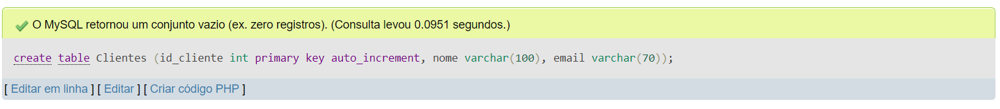 O MySQL retornou um conjunto vazio (ex. zero registros). (Consulta levou 0.0951 segundos.)
create table Clientes (id_cliente int primary key auto_increment, nome varchar(100), email varchar(70));
[ Editar em linha ] [ Editar ] [ Criar código PHP ]